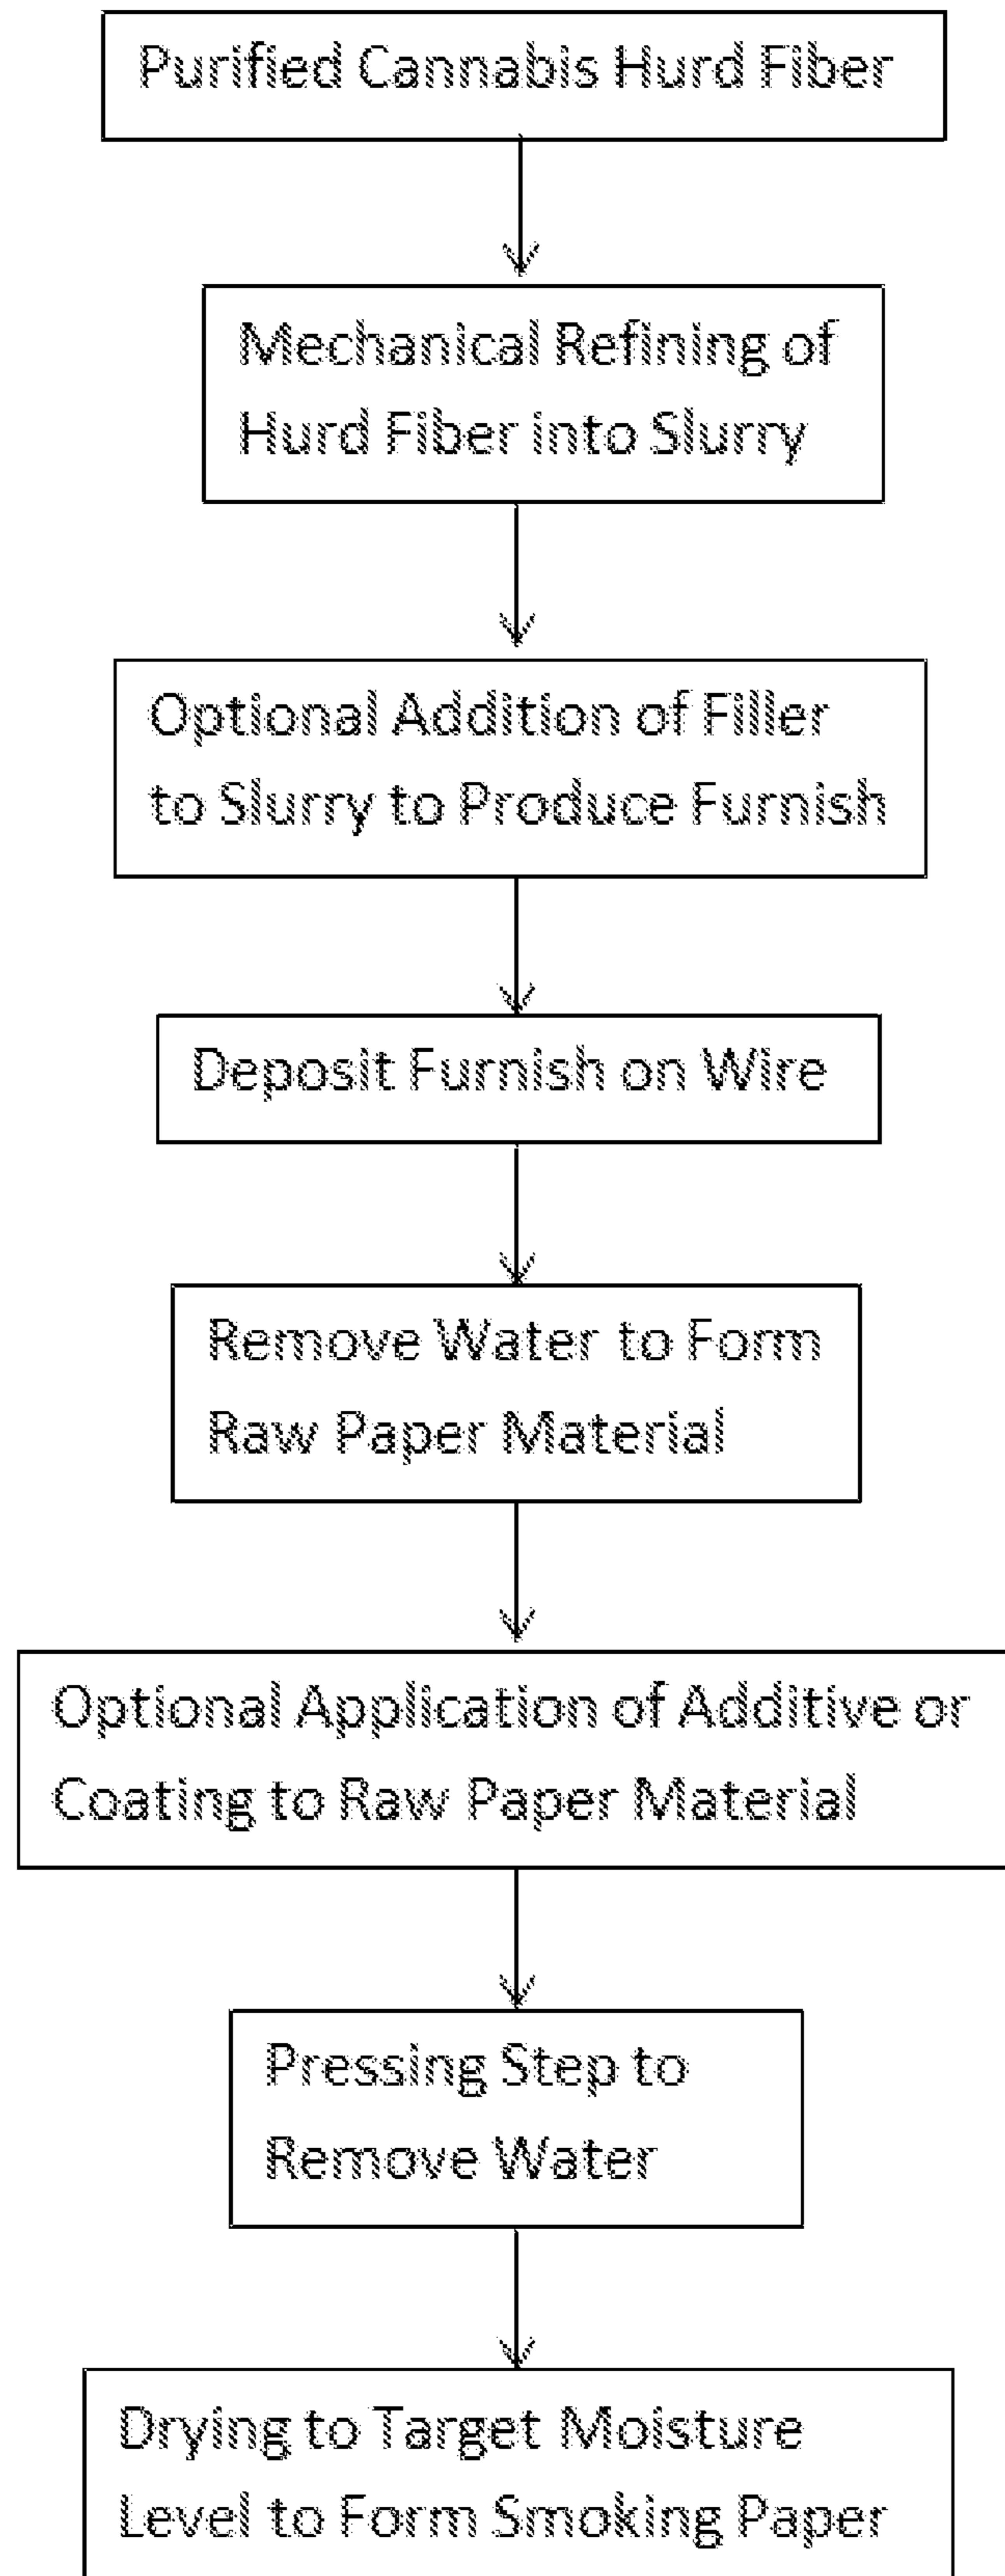 Purified Cannabis Hurd Fiber
Mechanical Refining of
Hurd Fiber into Slurry
Optional Addition of Filler
to Slurry to Produce Furnish
Deposit Furnish on Wire
Remove Water to Form
Raw Paper Material
Optional Application of Additive or
Coating to Raw Paper Material
Pressing Step to
Remove Water
Drying to Target Moisture
Level to Form Smoking Paper